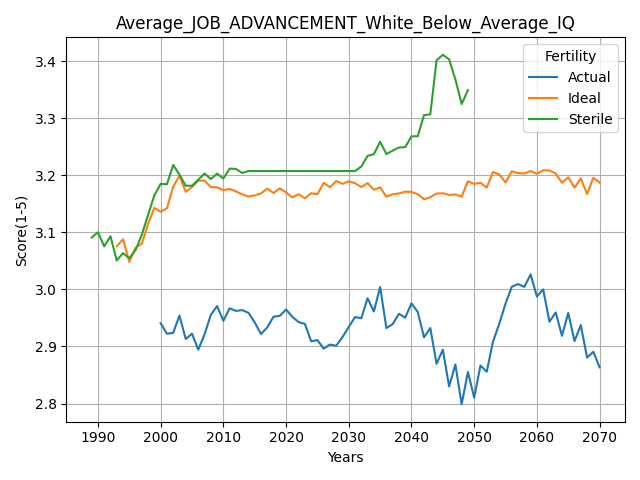 Average_JOB_ADVANCEMENT_White_Below_Average_IQ
Fertility
Actual
Ideal
Sterile
Score(1-5)
3.4
3.3
3.2
3.1
3.0
2.9
2.8
1990 2000 2010 2020 2030 2040 2050 2060 2070
Years